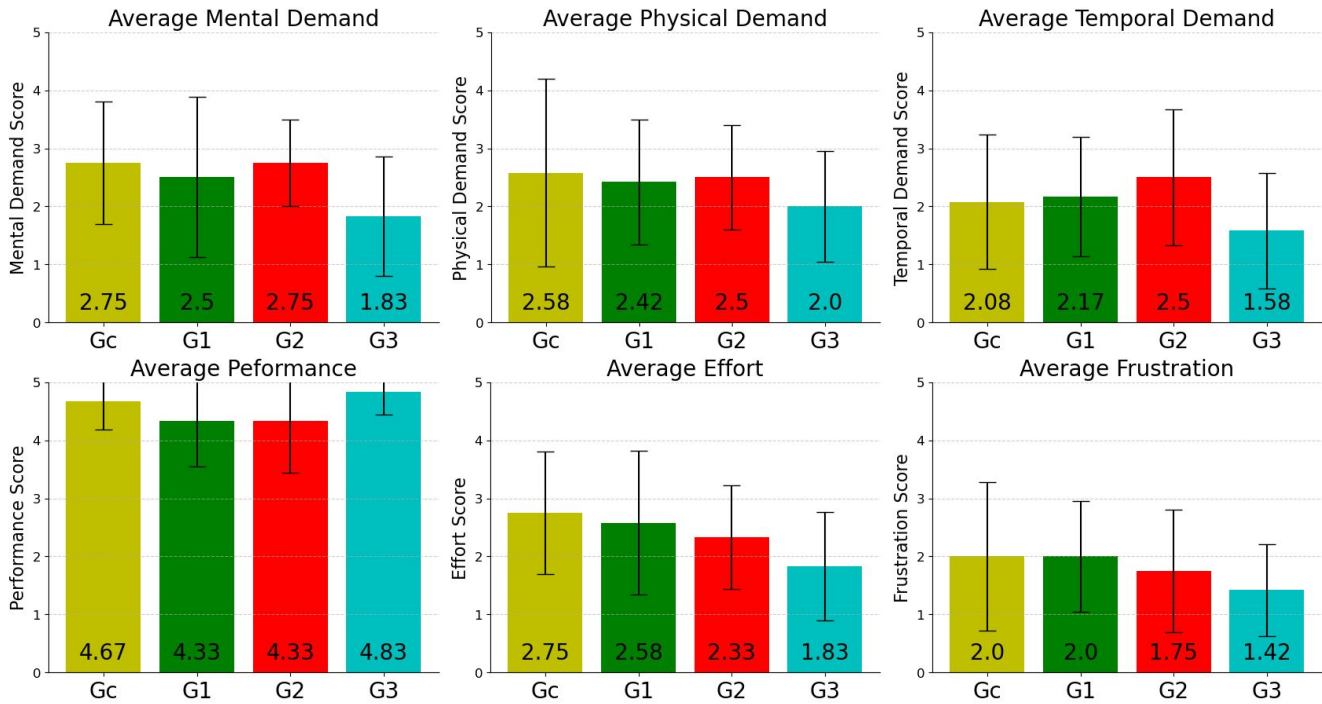 Average Mental Demand
Mental Demand Score
5
4
3
2
1
0
2.75
2.5
2.75
1.83
Gc
G1
G2
G3
Average Physical Demand
Physical Demand Score
5
4
3
2
1
0
2.58
2.42
2.5
2.0
Gc
G1
G2
G3
Average Temporal Demand
Temporal Demand Score
5
4
3
2
1
0
2.08
2.17
2.5
1.58
Gc
G1
G2
G3
Average Peformance
Performance Score
5
4
3
2
1
0
4.67
4.33
4.33
4.83
Gc
G1
G2
G3
Average Effort
Effort Score
5
4
3
2
1
0
2.75
2.58
2.33
1.83
Gc
G1
G2
G3
Average Frustration
Frustration Score
5
4
3
2
1
0
2.0
2.0
1.75
1.42
Gc
G1
G2
G3